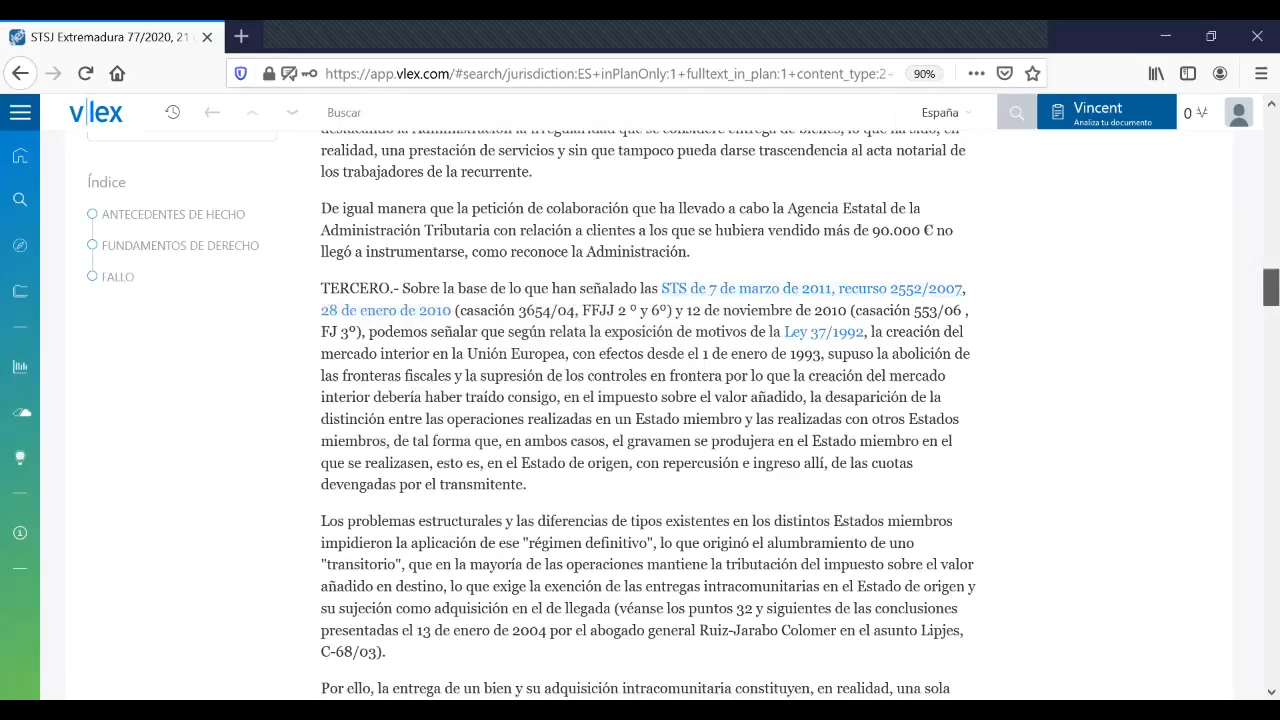 STSJ Extremadura 77/2020, 21
https://app.vlex.com/#search/jurisdiction:ES+inPlanOnly:1+fulltext_in_plan:1+content_type:2+
90%
v|lex
Buscar
España
Vincent
Analiza tu documento
0
destacando la Administración la irregularidad que se considere entrega de bienes, lo que ha sido, en
realidad, una prestación de servicios y sin que tampoco pueda darse trascendencia al acta notarial de
los trabajadores de la recurrente.
Índice
ANTECEDENTES DE HECHO
FUNDAMENTOS DE DERECHO
FALLO
De igual manera que la petición de colaboración que ha llevado a cabo la Agencia Estatal de la
Administración Tributaria con relación a clientes a los que se hubiera vendido más de 90.000 € no
llegó a instrumentarse, como reconoce la Administración.
TERCERO.- Sobre la base de lo que han señalado las STS de 7 de marzo de 2011, recurso 2552/2007,
28 de enero de 2010 (casación 3654/04, FFJJ 2 º y 6º) y 12 de noviembre de 2010 (casación 553/06 ,
FJ 3º), podemos señalar que según relata la exposición de motivos de la Ley 37/1992, la creación del
mercado interior en la Unión Europea, con efectos desde el 1 de enero de 1993, supuso la abolición de
las fronteras fiscales y la supresión de los controles en frontera por lo que la creación del mercado
interior debería haber traído consigo, en el impuesto sobre el valor añadido, la desaparición de la
distinción entre las operaciones realizadas en un Estado miembro y las realizadas con otros Estados
miembros, de tal forma que, en ambos casos, el gravamen se produjera en el Estado miembro en el
que se realizasen, esto es, en el Estado de origen, con repercusión e ingreso allí, de las cuotas
devengadas por el transmitente.
Los problemas estructurales y las diferencias de tipos existentes en los distintos Estados miembros
impidieron la aplicación de ese "régimen definitivo", lo que originó el alumbramiento de uno
"transitorio", que en la mayoría de las operaciones mantiene la tributación del impuesto sobre el valor
añadido en destino, lo que exige la exención de las entregas intracomunitarias en el Estado de origen y
su sujeción como adquisición en el de llegada (véanse los puntos 32 y siguientes de las conclusiones
presentadas el 13 de enero de 2004 por el abogado general Ruiz-Jarabo Colomer en el asunto Lipjes,
C-68/03).
Por ello, la entrega de un bien y su adquisición intracomunitaria constituyen, en realidad, una sola